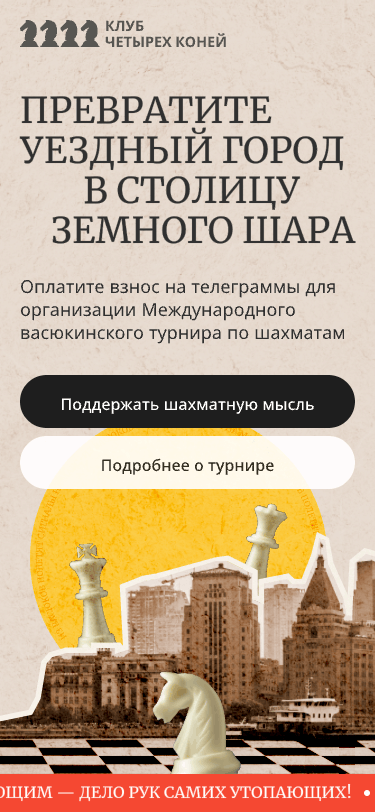 КЛУБ
ЧЕТЫРЕХ КОНЕЙ
ПРЕВРАТИТЕ
УЕЗДНЫЙ ГОРОД
В СТОЛИЦУ
ЗЕМНОГО ШАРА
Оплатите взнос на телеграммы для
организации Международного
васюкинского турнира по шахматам
Поддержать шахматную мысль
Подробнее о турнире
— ДЕЛО РУК САМИХ УТОПАЮЩИХ! •